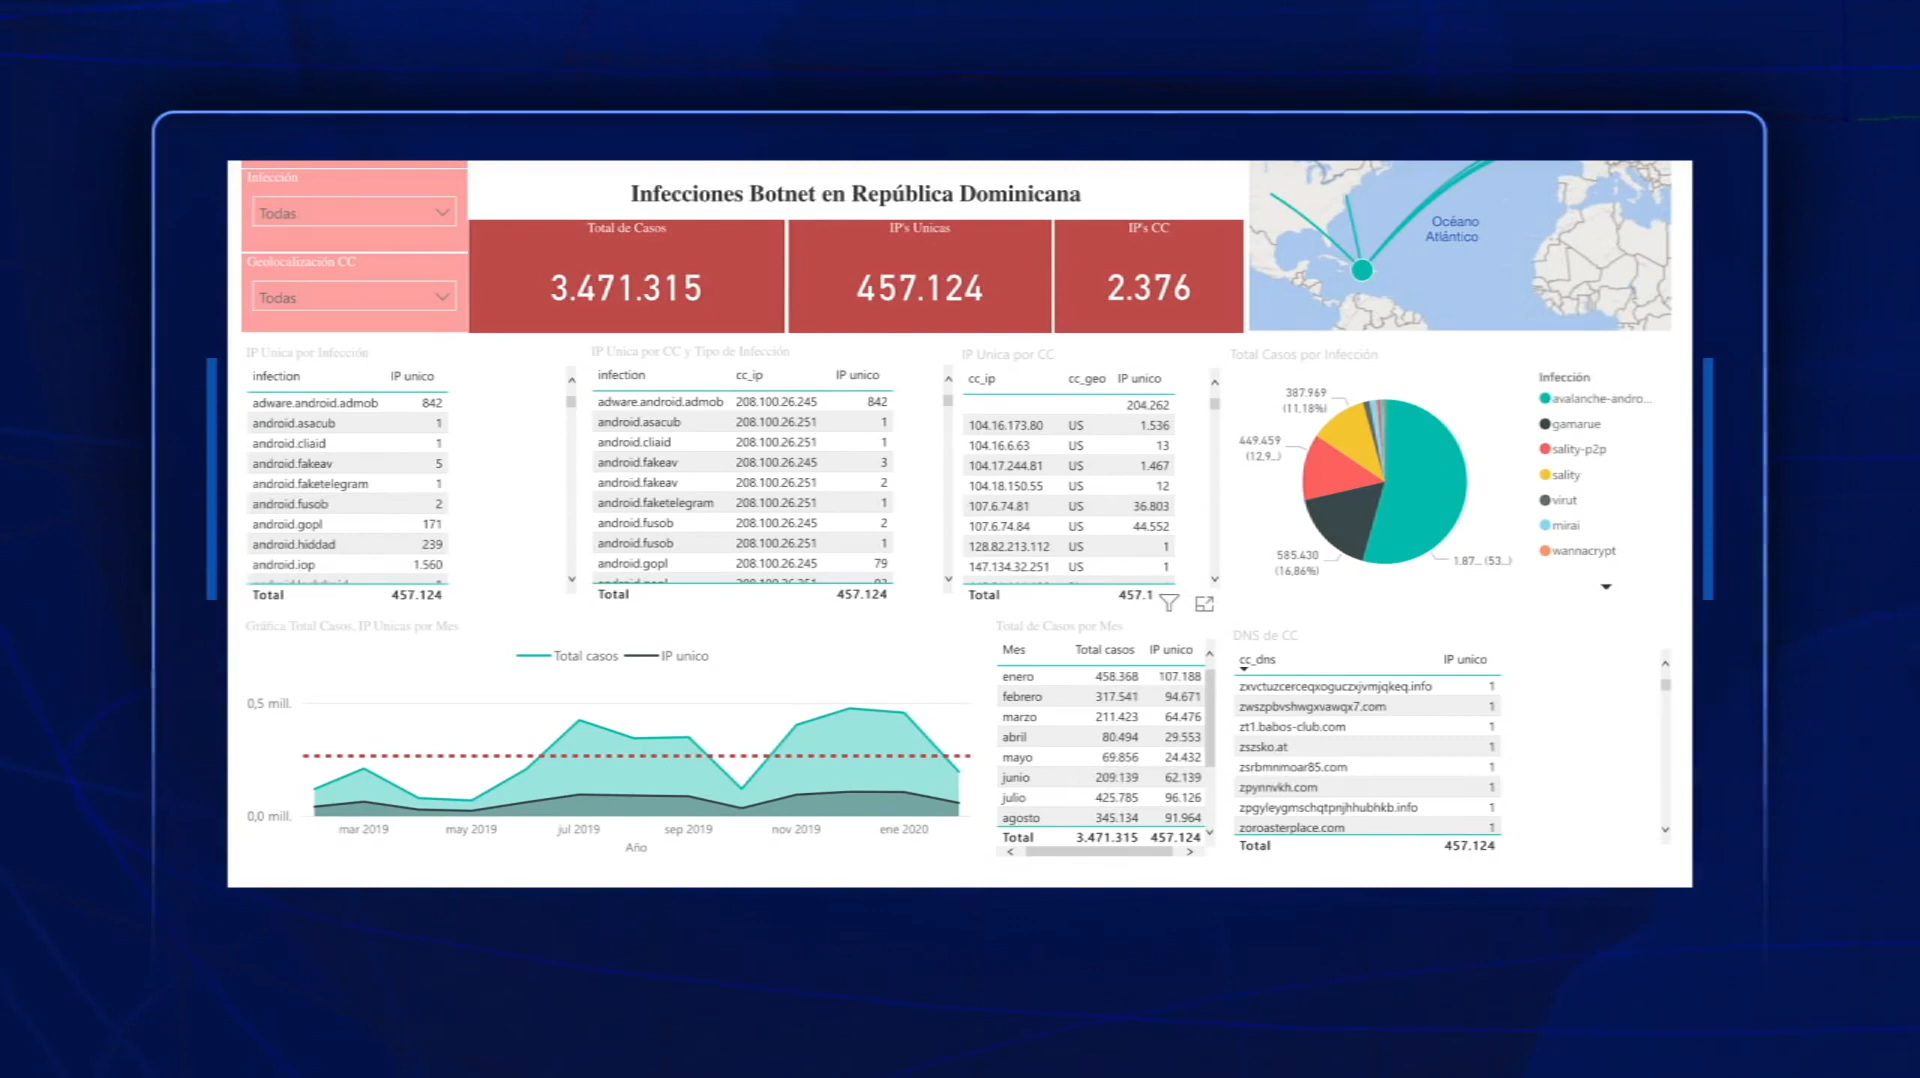 Infección
Todas
Geolocalización CC
Todas
Infecciones Botnet en República Dominicana
Total de Casos
3.471.315
IP's Unicas
457.124
IP's CC
2.376
Océano
Atlántico
IP Unica por Infección
infection IP unico
adware.android.admob 842
android.asacub 1
android.cliaid 1
android.fakeav 5
android.faketelegram 1
android.fusob 2
android.gopl 171
android.hiddad 239
android.iop 1.560
Total 457.124
IP Unica por CC y Tipo de Infección
infection cc_ip IP unico
adware.android.admob 208.100.26.245 842
android.asacub 208.100.26.251 1
android.cliaid 208.100.26.251 1
android.fakeav 208.100.26.245 3
android.fakeav 208.100.26.251 2
android.faketelegram 208.100.26.251 1
android.fusob 208.100.26.245 2
android.fusob 208.100.26.251 1
android.gopl 208.100.26.245 79
Total 457.124
IP Unica por CC
cc_ip cc_geo IP unico
204.262
104.16.173.80 US 1.536
104.16.6.63 US 13
104.17.244.81 US 1.467
104.18.150.55 US 12
107.6.74.81 US 36.803
107.6.74.84 US 44.552
128.82.213.112 US 1
147.134.32.251 US 1
Total 457.1
Total Casos por Infección
387.969
(11,18%)
449.459
(12,9...)
585.430
(16,86%)
1.87... (53...)
Infección
avalanche-andro...
gamarue
sality-p2p
sality
virut
mirai
wannacrypt
Gráfica Total Casos. IP Unicas por Mes
Total casos IP unico
0,5 mill.
0,0 mill.
mar 2019 may 2019 jul 2019 sep 2019 nov 2019 ene 2020
Año
Total de Casos por Mes
Mes Total casos IP unico
enero 458.368 107.188
febrero 317.541 94.671
marzo 211.423 64.476
abril 80.494 29.553
mayo 69.856 24.432
junio 209.139 62.139
julio 425.785 96.126
agosto 345.134 91.964
Total 3.471.315 457.124
DNS de CC
cc_dns IP unico
zxvctuzcerceqxoguczxjvmjqkeq.info 1
zwszpbvshwgxvawqx7.com 1
zt1.babos-club.com 1
zszsko.at 1
zsrbmnmoar85.com 1
zpynnvkh.com 1
zpgyleygmschqtpnjhhubhkb.info 1
zoroasterplace.com 1
Total 457.124